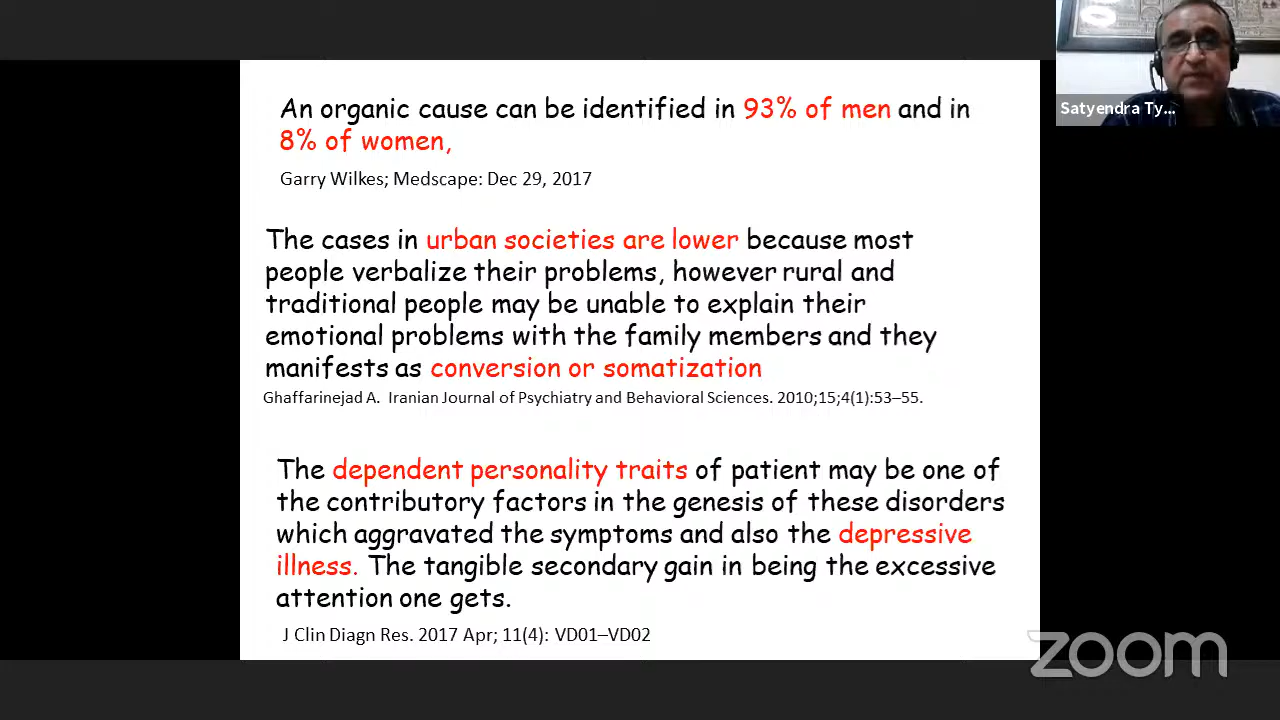 An organic cause can be identified in 93% of men and in
8% of women,
Garry Wilkes; Medscape: Dec 29, 2017
The cases in urban societies are lower because most
people verbalize their problems, however rural and
traditional people may be unable to explain their
emotional problems with the family members and they
manifests as conversion or somatization
Ghaffarinejad A. Iranian Journal of Psychiatry and Behavioral Sciences. 2010;15;4(1):53–55.
The dependent personality traits of patient may be one of
the contributory factors in the genesis of these disorders
which aggravated the symptoms and also the depressive
illness. The tangible secondary gain in being the excessive
attention one gets.
J Clin Diagn Res. 2017 Apr; 11(4): VD01–VD02
Satyendra Ty...
zoom